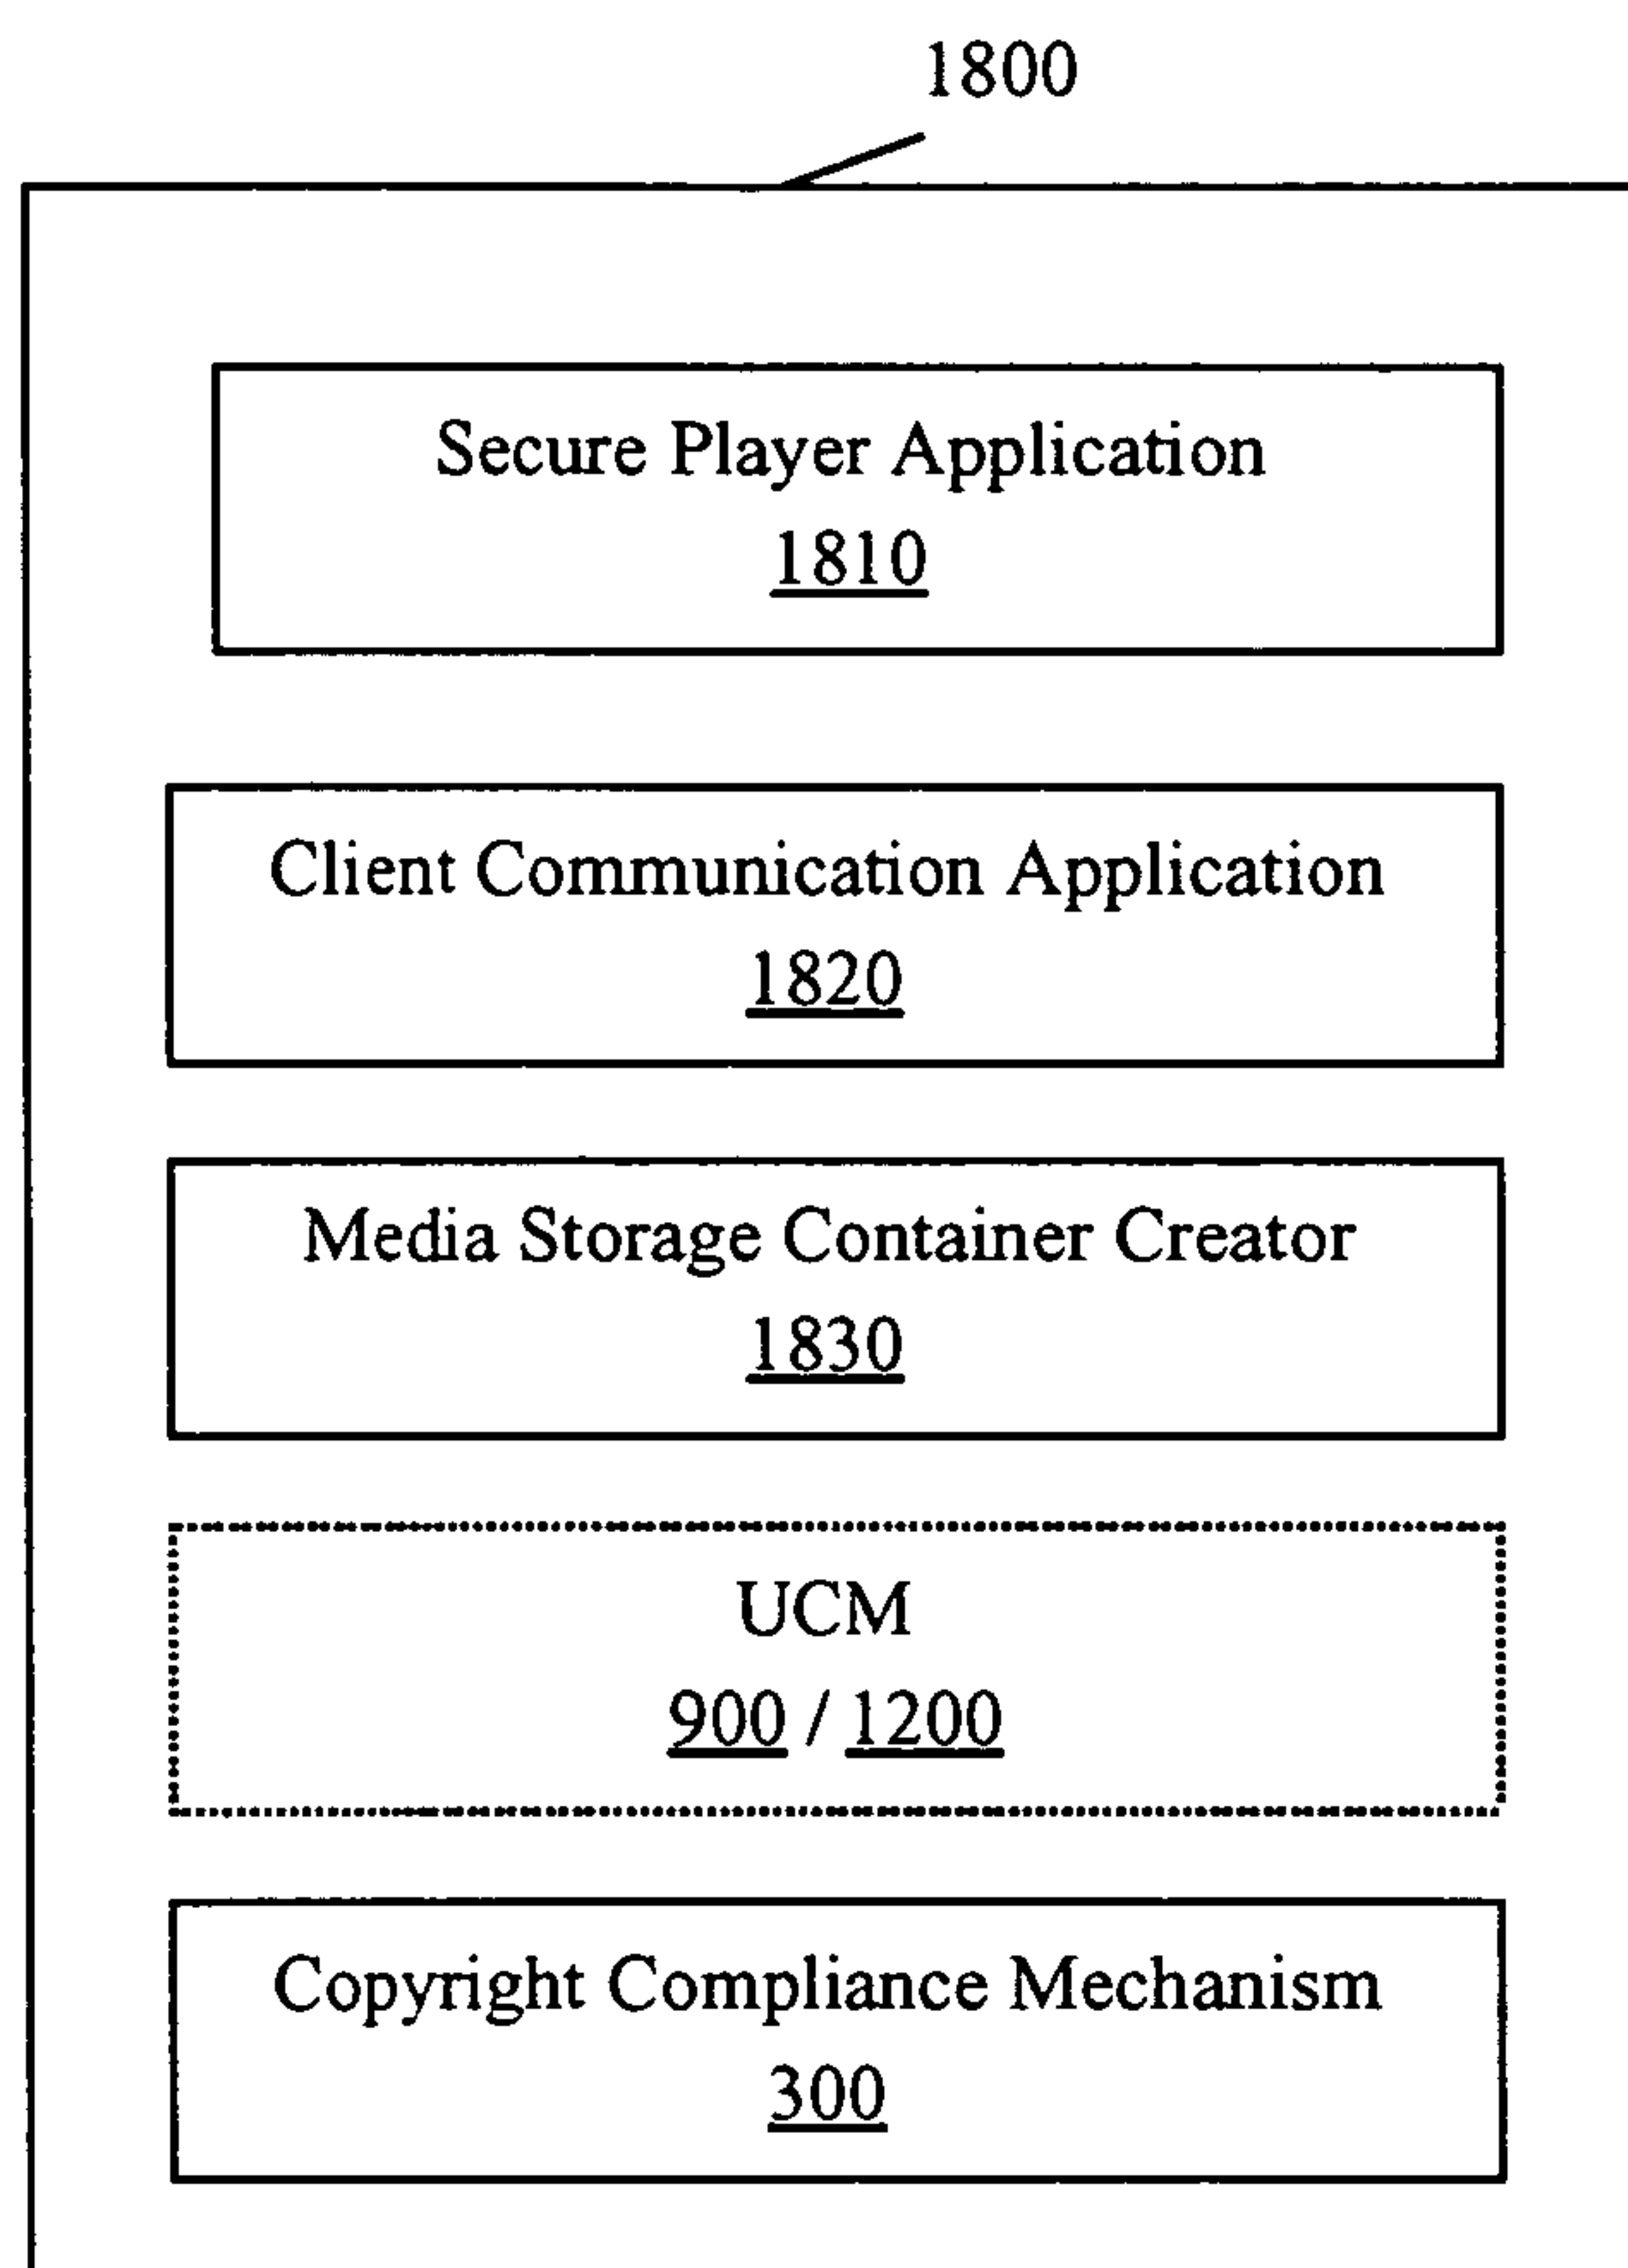 1800
Secure Player Application
1810
Client Communication Application
1820
Media Storage Container Creator
1830
UCM
900 / 1200
Copyright Compliance Mechanism
300